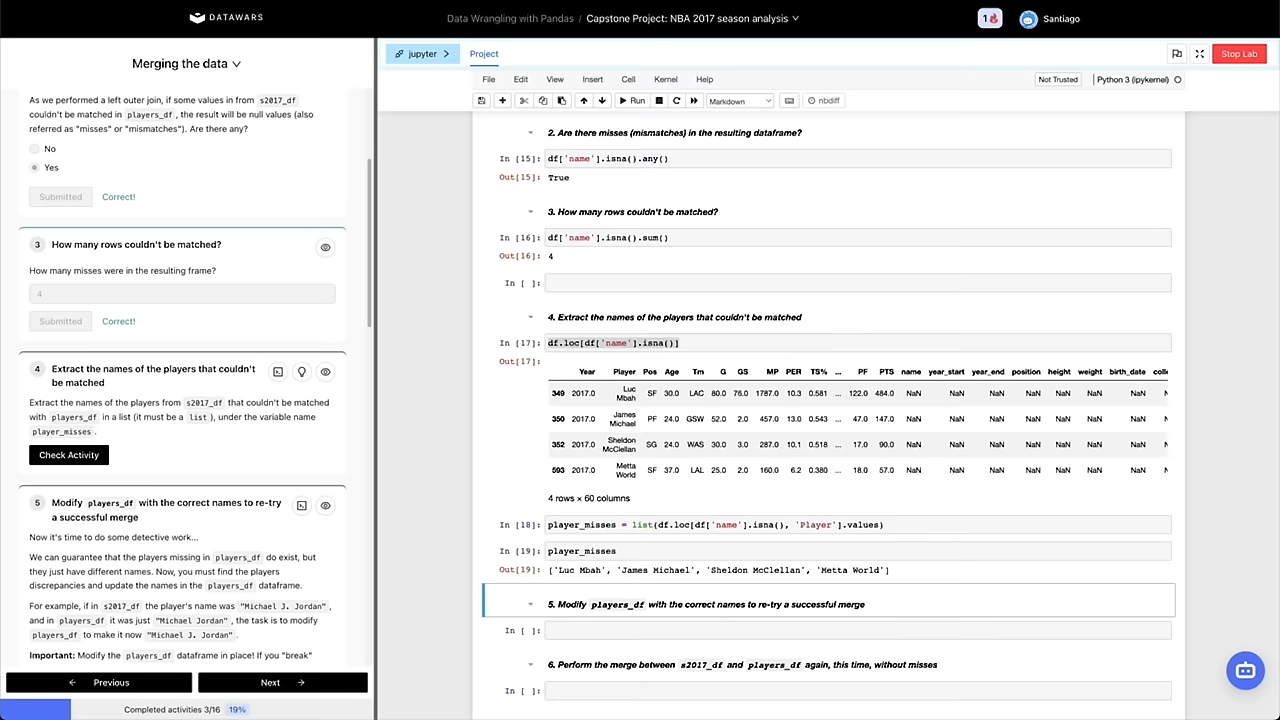 DATAWARS
Data Wrangling with Pandas / Capstone Project: NBA 2017 season analysis
1
Santiago
Merging the data
As we performed a left outer join, if some values in from s2017_df
couldn't be matched in players_df, the result will be null values (also
referred as "misses" or "mismatches"). Are there any?
No
Yes
Submitted Correct!
3 How many rows couldn't be matched?
How many misses were in the resulting frame?
4
Submitted Correct!
4 Extract the names of the players that couldn't be
matched
Extract the names of the players from s2017_df that couldn't be matched
with players_df in a list (it must be a list), under the variable name
player_misses.
Check Activity
5 Modify players_df with the correct names to re-try
a successful merge
Now it's time to do some detective work...
We can guarantee that the players missing in players_df do exist, but
they just have different names. Now, you must find the players
discrepancies and update the names in the players_df dataframe.
For example, if in s2017_df the player's name was "Michael J. Jordan",
and in players_df it was just "Michael Jordan", the task is to modify
players_df to make it now "Michael J. Jordan".
Important: Modify the players_df dataframe in place! If you "break"
Previous
Next
Completed activities 3/16 19%
jupyter
Project
Stop Lab
File Edit View Insert Cell Kernel Help
Not Trusted
Python 3 (ipykernel)
Run
Markdown
nbdiff
2. Are there misses (mismatches) in the resulting dataframe?
In [15]: df['name'].isna().any()
Out[15]: True
3. How many rows couldn't be matched?
In [16]: df['name'].isna().sum()
Out[16]: 4
In [ ]:
4. Extract the names of the players that couldn't be matched
In [17]: df.loc[df['name'].isna()]
Out[17]:
Year Player Pos Age Tm G GS MP PER TS% ... PF PTS name year_start year_end position height weight birth_date colle
349 2017.0 Luc Mbah SF 30.0 LAC 80.0 76.0 1787.0 10.3 0.581 ... 122.0 484.0 NaN NaN NaN NaN NaN NaN NaN N
350 2017.0 James Michael PF 24.0 GSW 52.0 2.0 457.0 13.0 0.543 ... 47.0 147.0 NaN NaN NaN NaN NaN NaN NaN N
352 2017.0 Sheldon McClellan SG 24.0 WAS 30.0 3.0 287.0 10.1 0.518 ... 17.0 90.0 NaN NaN NaN NaN NaN NaN NaN N
593 2017.0 Metta World SF 37.0 LAL 25.0 2.0 160.0 6.2 0.380 ... 18.0 57.0 NaN NaN NaN NaN NaN NaN NaN N
4 rows × 60 columns
In [18]: player_misses = list(df.loc[df['name'].isna(), 'Player'].values)
In [19]: player_misses
Out[19]: ['Luc Mbah', 'James Michael', 'Sheldon McClellan', 'Metta World']
5. Modify players_df with the correct names to re-try a successful merge
In [ ]:
6. Perform the merge between s2017_df and players_df again, this time, without misses
In [ ]: